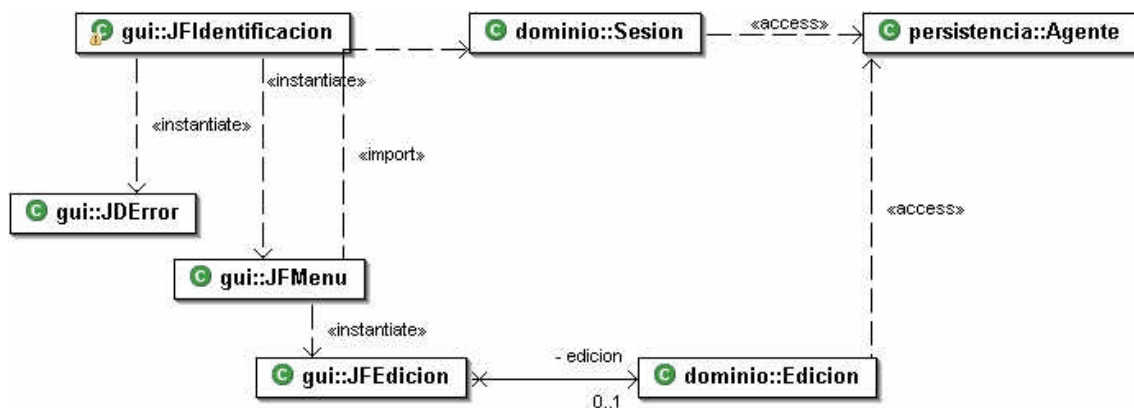 gui::JFIdentificacion
dominio::Sesion
«access»
persistencia::Agente
«instantiate»
«instantiate»
«import»
gui::JDError
«access»
gui::JFMenu
«instantiate»
- edicion
gui::JFEdicion
dominio::Edicion
0..1